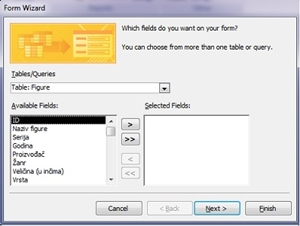 Form Wizard
Which fields do you want on your form?
You can choose from more than one table or query.
Tables/Queries
Table: Figure
Available Fields:
Selected Fields:
ID
Naziv figure
Serija
Godina
Proizvođač
Žanr
Veličina (u inčima)
Vrsta
>
>>
<
<<
Cancel
< Back
Next >
Finish